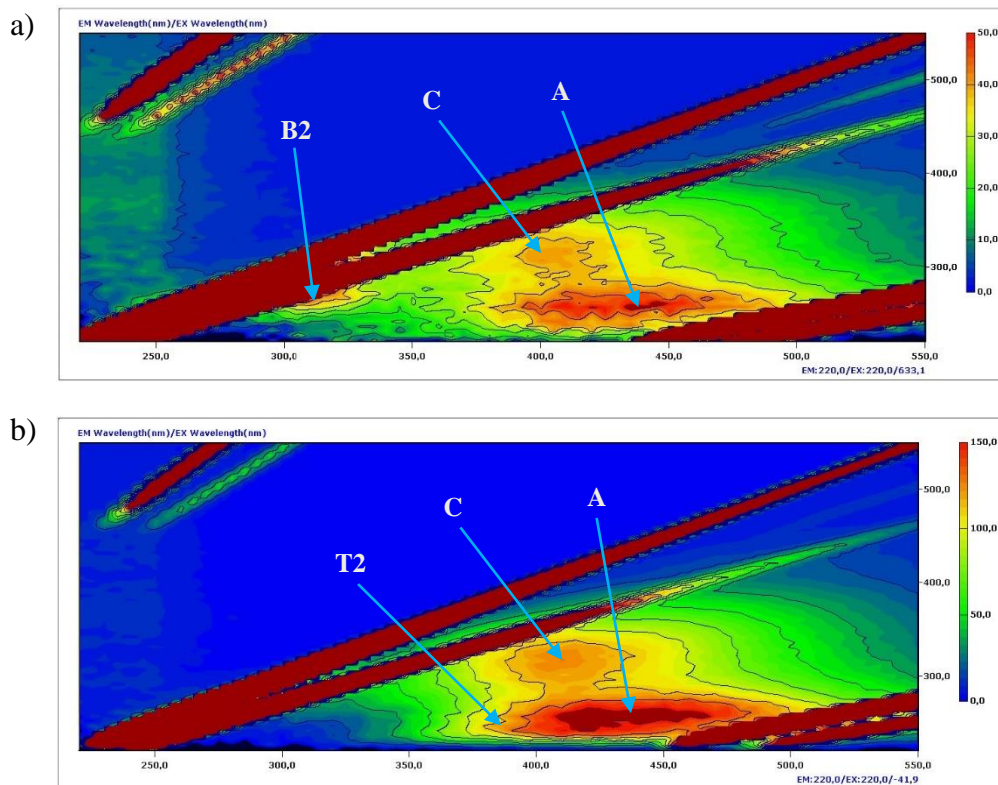 a)
EM Wavelength(nm)/EX Wavelength(nm)
50,0
40,0
30,0
20,0
10,0
0,0
500,0
400,0
300,0
B2
C
A
250,0 300,0 350,0 400,0 450,0 500,0 550,0
EM:220,0/EX:220,0/633,1
b)
EM Wavelength(nm)/EX Wavelength(nm)
150,0
100,0
50,0
0,0
500,0
400,0
300,0
T2
C
A
250,0 300,0 350,0 400,0 450,0 500,0 550,0
EM:220,0/EX:220,0/-41,9